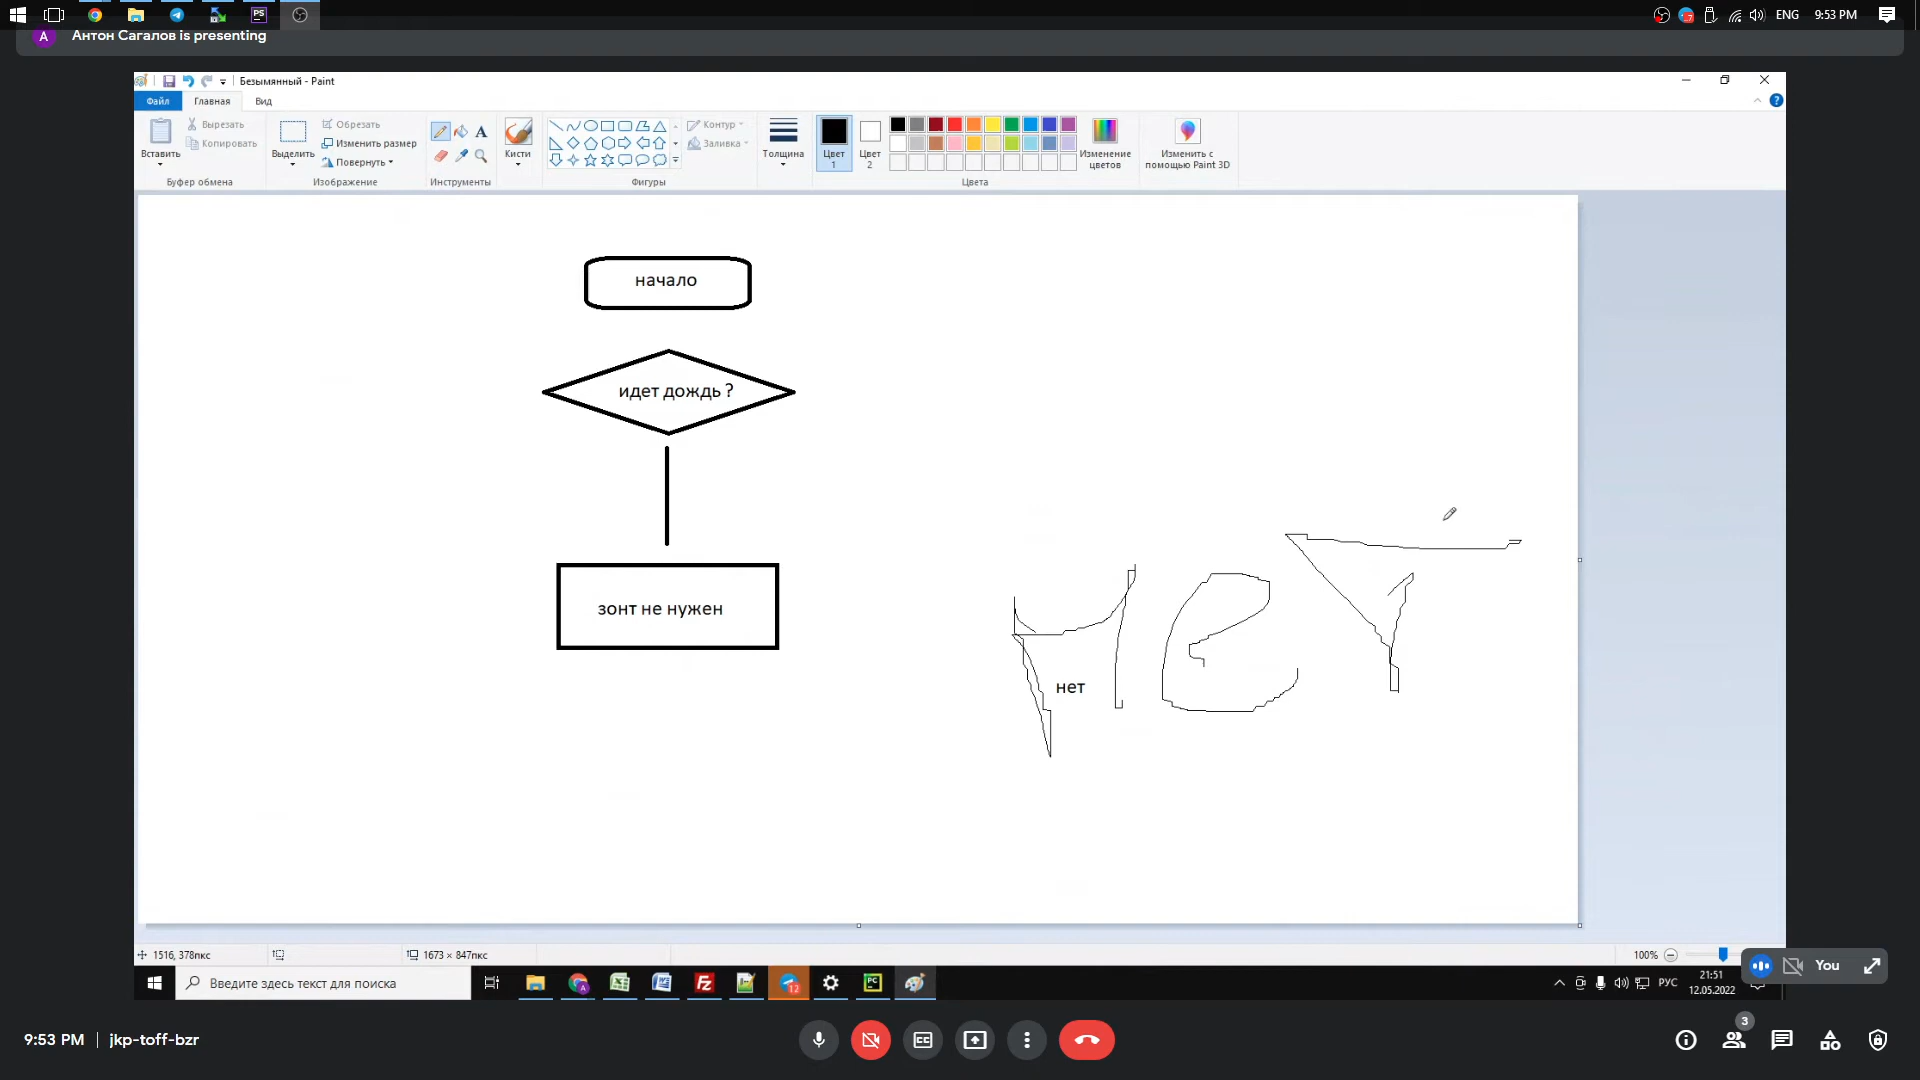 ENG 9:53 PM
Антон Сагалов is presenting
A
Безымянный - Paint
Файл Главная Вид
Вставить
Вырезать
Копировать
Буфер обмена
Выделить
Обрезать
Изменить размер
Повернуть
Изображение
A
Инструменты
Кисти
Контур
Заливка
Фигуры
Толщина
Цвет 1
Цвет 2
Изменение цветов
Цвета
Изменить с помощью Paint 3D
начало
идет дождь ?
зонт не нужен
нет
нет
1516, 378пкс
1673 × 847пкс
100%
You
Введите здесь текст для поиска
12
РУС
21:51
12.05.2022
9:53 PM | jkp-toff-bzr
3